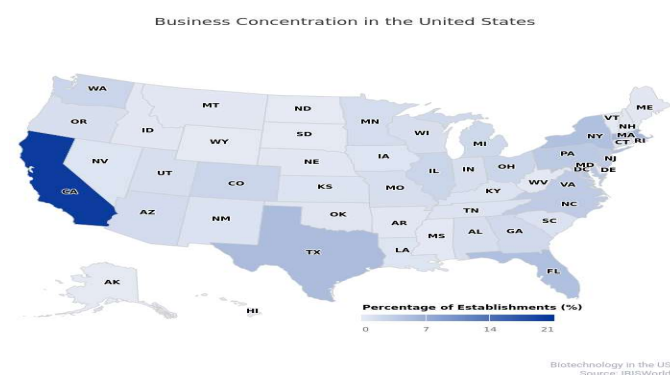 Business Concentration in the United States
WA
MT
ND
ME
OR
ID
MN
VT
NH
SD
WI
NY
MA
WY
MI
CT RI
NV
NE
IA
PA
NJ
UT
IL
IN
OH
MD
DC
DE
CA
CO
KS
MO
KY
WV
VA
AZ
NM
OK
TN
NC
AR
SC
MS
AL
GA
TX
LA
FL
AK
HI
Percentage of Establishments (%)
0 7 14 21
Biotechnology in the US
Source: IBISWorld